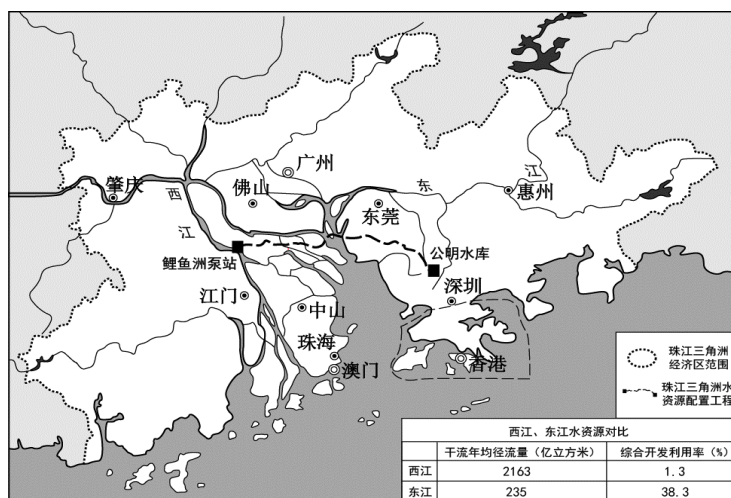 广州
肇庆
西
江
佛山
东
江
惠州
东莞
鲤鱼洲泵站
公明水库
江门
中山
深圳
珠海
澳门
香港
珠江三角洲
经济区范围
珠江三角洲水
资源配置工程
西江、东江水资源对比
干流年均径流量（亿立方米） 综合开发利用率（%）
西江 2163 1.3
东江 235 38.3